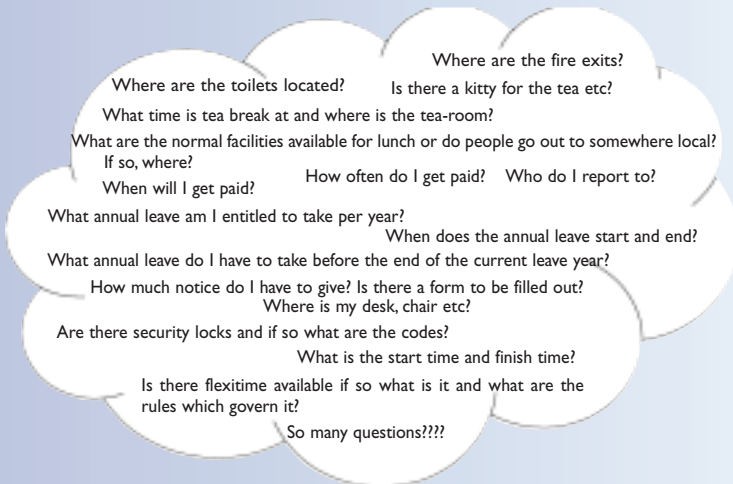 Where are the fire exits?
Where are the toilets located?
Is there a kitty for the tea etc?
What time is tea break at and where is the tea-room?
What are the normal facilities available for lunch or do people go out to somewhere local?
If so, where?
How often do I get paid?
Who do I report to?
When will I get paid?
What annual leave am I entitled to take per year?
When does the annual leave start and end?
What annual leave do I have to take before the end of the current leave year?
How much notice do I have to give? Is there a form to be filled out?
Where is my desk, chair etc?
Are there security locks and if so what are the codes?
What is the start time and finish time?
Is there flexitime available if so what is it and what are the
rules which govern it?
So many questions????